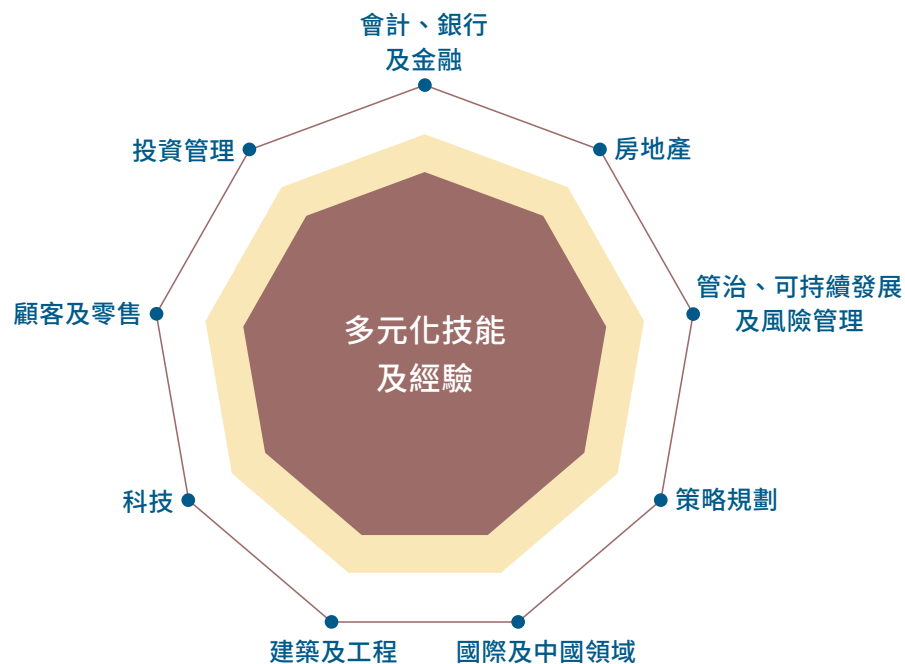 會計、銀行
及金融
投資管理
房地產
管治、可持續發展
及風險管理
顧客及零售
多元化技能
及經驗
科技
策略規劃
建築及工程
國際及中國領域